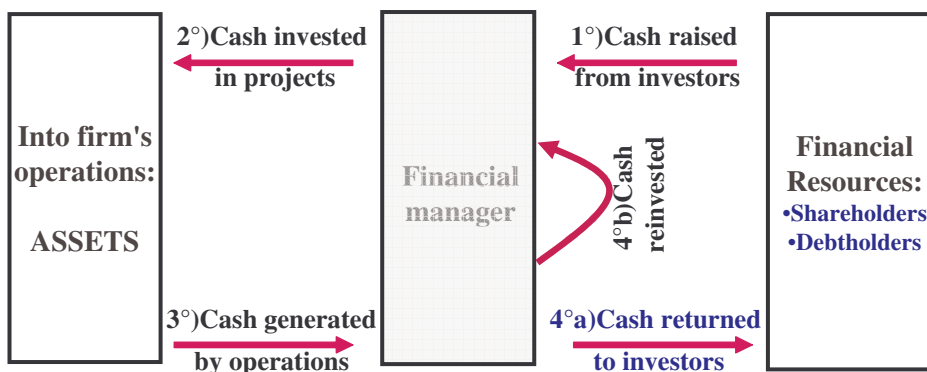 2°)Cash invested
in projects
1°)Cash raised
from investors
Into firm's
operations:
ASSETS
Financial
manager
4°b)Cash
reinvested
Financial
Resources:
•Shareholders
•Debtholders
3°)Cash generated
by operations
4°a)Cash returned
to investors